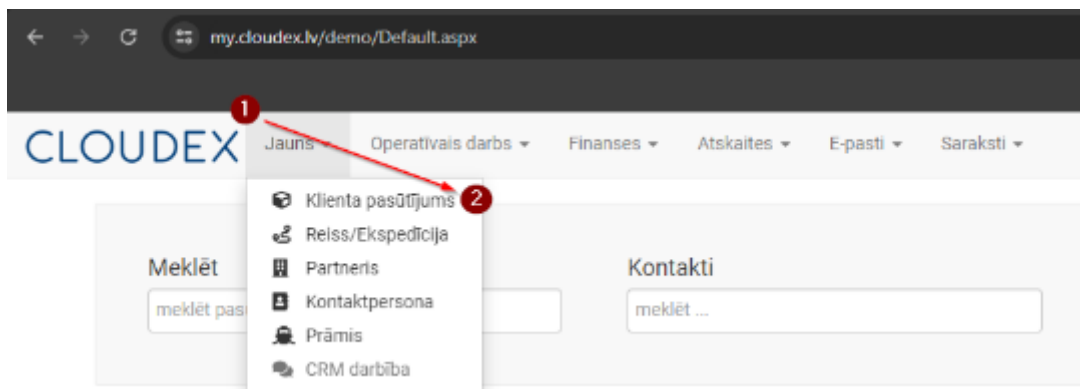 my.cloudex.lv/demo/Default.aspx
1
CLOUDEX Jauns Operatīvais darbs Finanses Atskaites E-pasti Saraksti
Klienta pasūtījums 2
Reiss/Ekspedīcija
Partneris
Kontaktpersona
Prāmis
CRM darbība
Meklēt
meklēt pas
Kontakti
meklēt ...